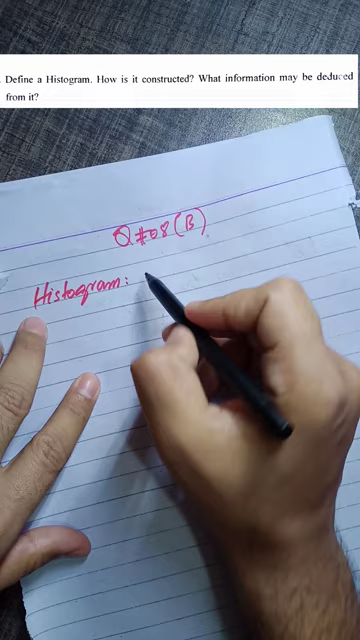 Define a Histogram. How is it constructed? What information may be deduced
from it?
Q#08(B)
Histogram: